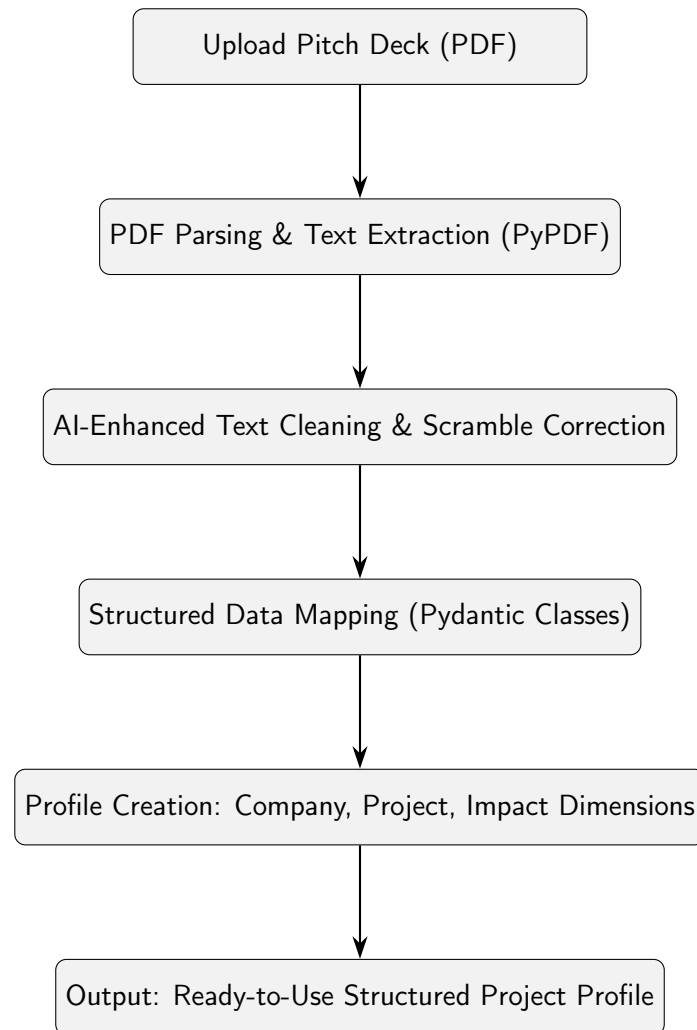 Upload Pitch Deck (PDF)
PDF Parsing & Text Extraction (PyPDF)
AI-Enhanced Text Cleaning & Scramble Correction
Structured Data Mapping (Pydantic Classes)
Profile Creation: Company, Project, Impact Dimensions
Output: Ready-to-Use Structured Project Profile